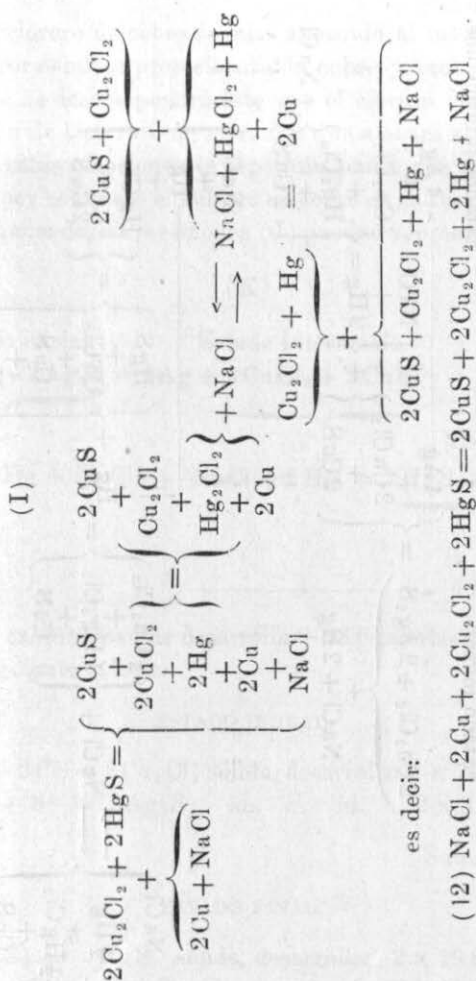 (I
2Cu₂Cl₂ + 2HgS = { 2CuS = 2CuS 2CuS + Cu₂Cl₂ }
+ + + +
{ 2CuCl₂ } = { Cu₂Cl₂ {
+ +
2Cu + NaCl 2Hg Hg₂Cl₂ } + NaCl ⇄ NaCl + HgCl₂ + Hg
+ + +
2Cu 2Cu Cu₂Cl₂ + Hg } = 2Cu
+ +
NaCl {
es decir: 2CuS + Cu₂Cl₂ + Hg + NaCl
(12) NaCl + 2Cu + 2Cu₂Cl₂ + 2HgS = 2CuS + 2Cu₂Cl₂ + 2Hg + NaCl